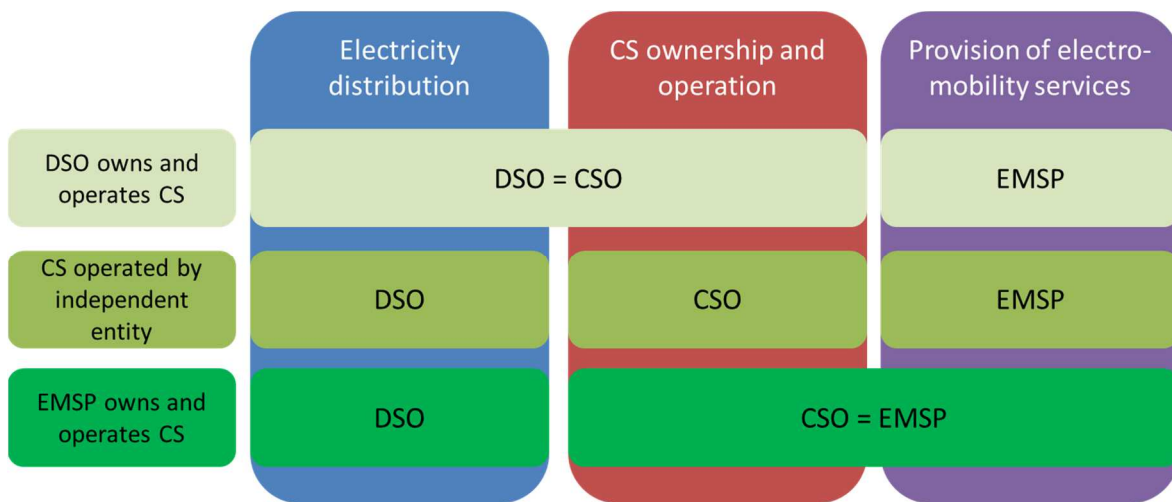 Electricity
distribution
CS ownership and
operation
Provision of electro-
mobility services
DSO owns and
operates CS
DSO = CSO
EMSP
CS operated by
independent
entity
DSO
CSO
EMSP
EMSP owns and
operates CS
DSO
CSO = EMSP